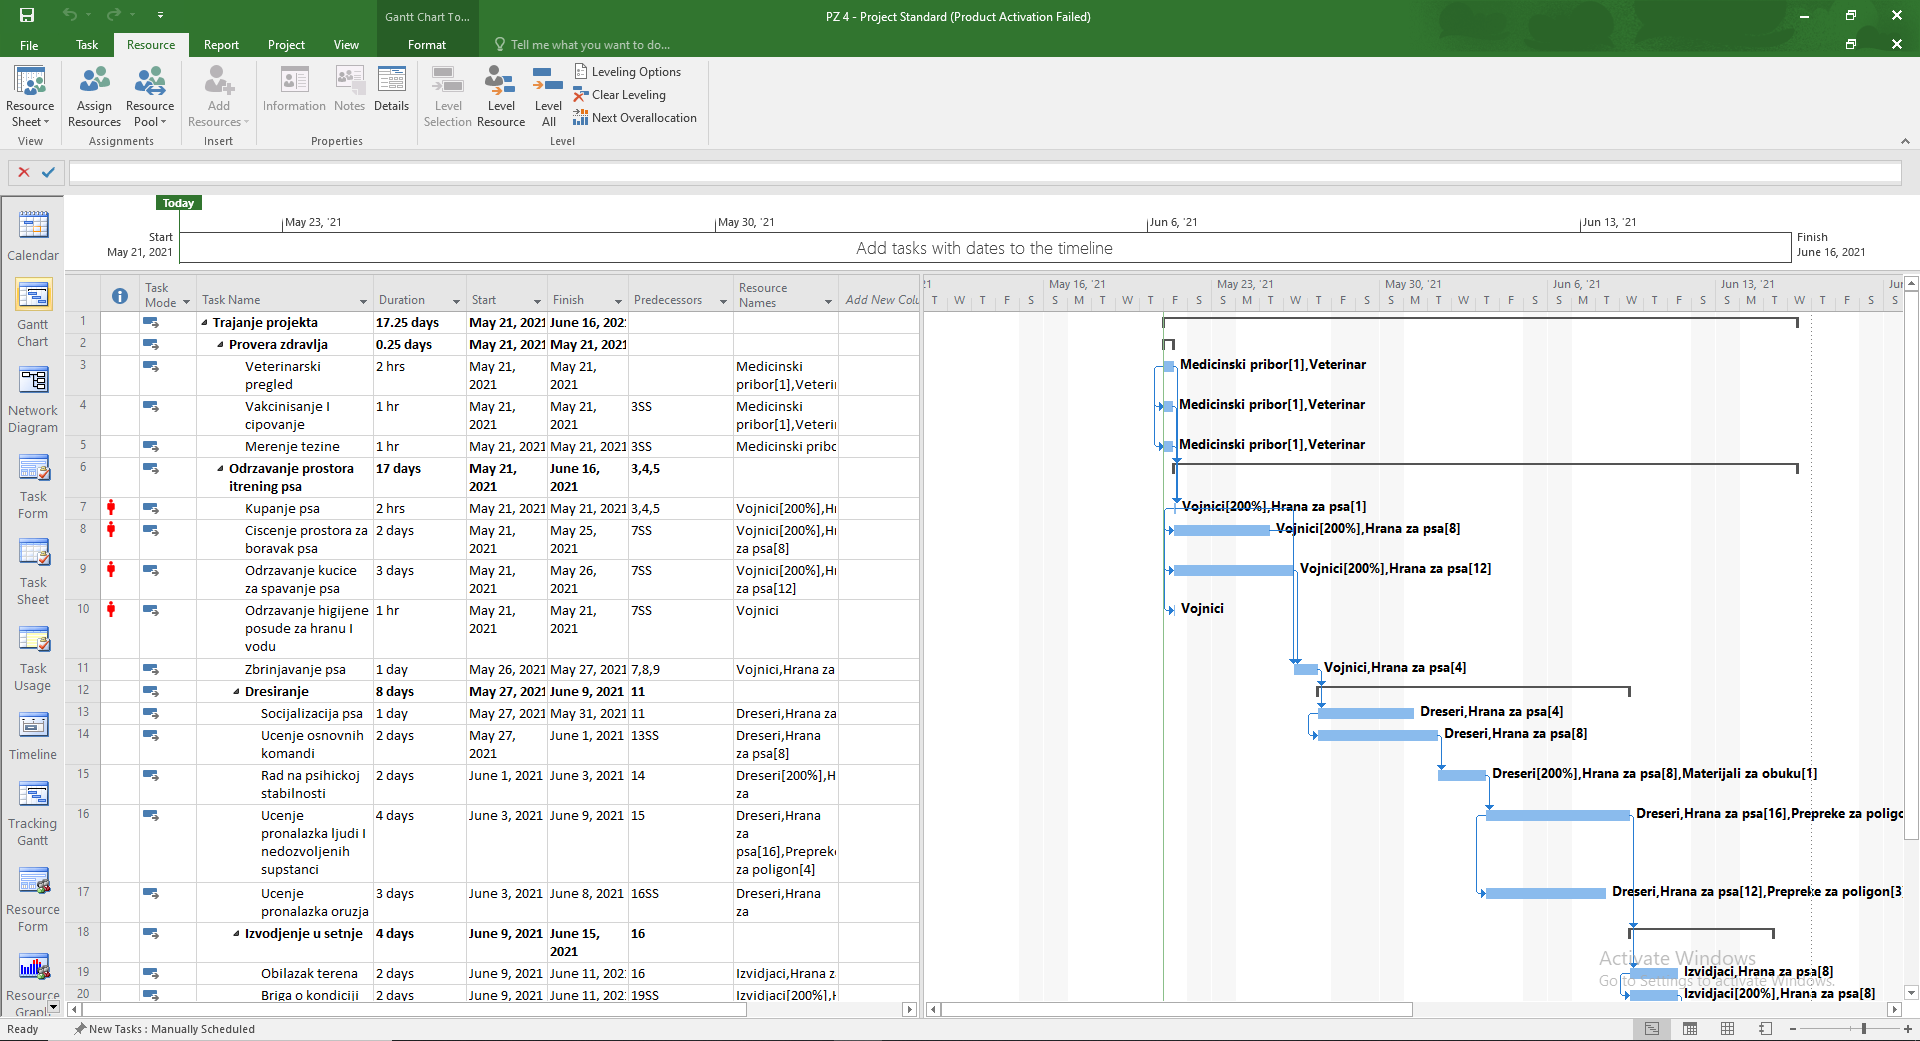 Gantt Chart To...
PZ 4 - Project Standard (Product Activation Failed)
File
Task
Resource
Report
Project
View
Format
Tell me what you want to do...
Resource
Sheet
View
Assign
Resources
Resource
Pool
Assignments
Add
Resources
Insert
Information
Notes
Details
Properties
Level
Selection
Level
Resource
Level
All
Leveling Options
Clear Leveling
Next Overallocation
Level
Today
May 23, '21
May 30, '21
Jun 6, '21
Jun 13, '21
Start
May 21, 2021
Add tasks with dates to the timeline
Finish
June 16, 2021
Calendar
Gantt
Chart
Network
Diagram
Task
Form
Task
Sheet
Task
Usage
Timeline
Tracking
Gantt
Resource
Form
Resource
Graph
Task
Mode
Task Name
Duration
Start
Finish
Predecessors
Resource
Names
Add New Colu
1 Trajanje projekta 17.25 days May 21, 2021 June 16, 202
2 Provera zdravlja 0.25 days May 21, 2021 May 21, 2021
3 Veterinarski 2 hrs May 21, May 21, Medicinski
pregled 2021 2021 pribor[1],Veteri
4 Vakcinisanje I 1 hr May 21, May 21, 3SS Medicinski
cipovanje 2021 2021 pribor[1],Veteri
5 Merenje tezine 1 hr May 21, 2021 May 21, 2021 3SS Medicinski pribo
6 Odrzavanje prostora 17 days May 21, June 16, 3,4,5
itrening psa 2021 2021
7 Kupanje psa 2 hrs May 21, 2021 May 21, 2021 3,4,5 Vojnici[200%],H
8 Ciscenje prostora za 2 days May 21, May 25, 7SS Vojnici[200%],H
boravak psa 2021 2021 za psa[8]
9 Odrzavanje kucice 3 days May 21, May 26, 7SS Vojnici[200%],H
za spavanje psa 2021 2021 za psa[12]
10 Odrzavanje higijene 1 hr May 21, May 21, 7SS Vojnici
posude za hranu I 2021 2021
vodu
11 Zbrinjavanje psa 1 day May 26, 2021 May 27, 2021 7,8,9 Vojnici,Hrana za
12 Dresiranje 8 days May 27, 2021 June 9, 2021 11
13 Socijalizacija psa 1 day May 27, 2021 May 31, 2021 11 Dreseri,Hrana za
14 Ucenje osnovnih 2 days May 27, June 1, 2021 13SS Dreseri,Hrana
komandi 2021 za psa[8]
15 Rad na psihickoj 2 days June 1, 2021 June 3, 2021 14 Dreseri[200%],H
stabilnosti za
16 Ucenje 4 days June 3, 2021 June 9, 2021 15 Dreseri,Hrana
pronalazka ljudi I za
nedozvoljenih psa[16],Prepreke
supstanci za poligon[4]
17 Ucenje 3 days June 3, 2021 June 8, 2021 16SS Dreseri,Hrana
pronalazka oruzja za
18 Izvodjenje u setnje 4 days June 9, 2021 June 15, 16
2021
19 Obilazak terena 2 days June 9, 2021 June 11, 202 16 Izvidjaci,Hrana z
20 Briga o kondiciji 2 days June 9, 2021 June 11, 202 19SS Izvidjaci[200%],H
21 May 16, '21 May 23, '21 May 30, '21 Jun 6, '21 Jun 13, '21 Jun
T W T F S S M T W T F S S M T W T F S S M T W T F S S M T W T F S S M T W T F S S
Medicinski pribor[1],Veterinar
Medicinski pribor[1],Veterinar
Medicinski pribor[1],Veterinar
Vojnici[200%],Hrana za psa[1]
Vojnici[200%],Hrana za psa[8]
Vojnici[200%],Hrana za psa[12]
Vojnici
Vojnici,Hrana za psa[4]
Dreseri,Hrana za psa[4]
Dreseri,Hrana za psa[8]
Dreseri[200%],Hrana za psa[8],Materijali za obuku[1]
Dreseri,Hrana za psa[16],Prepreke za poligo
Dreseri,Hrana za psa[12],Prepreke za poligon[3
Izvidjaci,Hrana za psa[8]
Izvidjaci[200%],Hrana za psa[8]
Activate Windows
Go to Settings to activate Windows.
Ready
New Tasks : Manually Scheduled